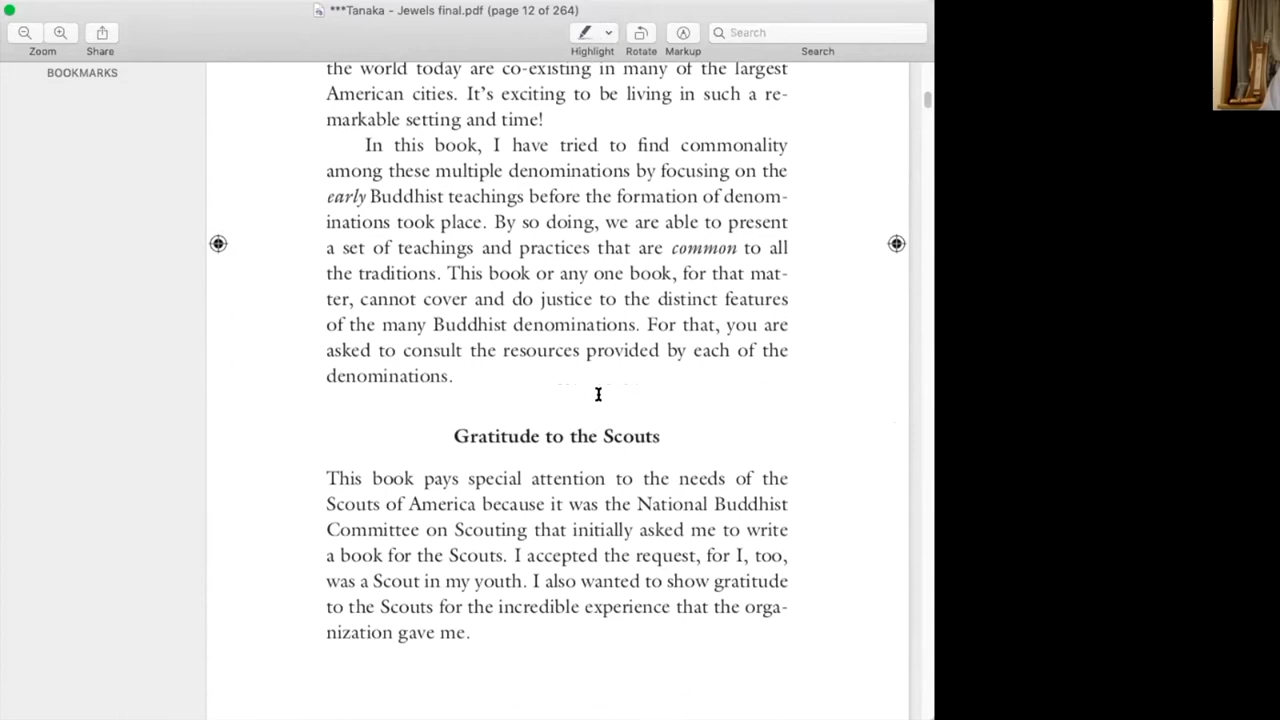 ***Tanaka - Jewels final.pdf (page 12 of 264)
Search
Zoom
Share
Highlight
Rotate
Markup
Search
BOOKMARKS
the world today are co-existing in many of the largest
American cities. It’s exciting to be living in such a re-
markable setting and time!
In this book, I have tried to find commonality
among these multiple denominations by focusing on the
early Buddhist teachings before the formation of denom-
inations took place. By so doing, we are able to present
a set of teachings and practices that are common to all
the traditions. This book or any one book, for that mat-
ter, cannot cover and do justice to the distinct features
of the many Buddhist denominations. For that, you are
asked to consult the resources provided by each of the
denominations.
Gratitude to the Scouts
This book pays special attention to the needs of the
Scouts of America because it was the National Buddhist
Committee on Scouting that initially asked me to write
a book for the Scouts. I accepted the request, for I, too,
was a Scout in my youth. I also wanted to show gratitude
to the Scouts for the incredible experience that the orga-
nization gave me.